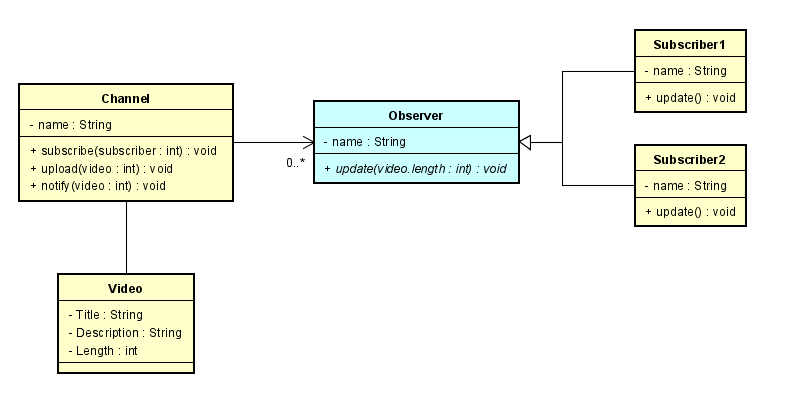 Channel
- name : String
+ subscribe(subscriber : int) : void
+ upload(video : int) : void
+ notify(video : int) : void
0..*
Observer
- name : String
+ update(video.length : int) : void
Subscriber1
- name : String
+ update() : void
Subscriber2
- name : String
+ update() : void
Video
- Title : String
- Description : String
- Length : int